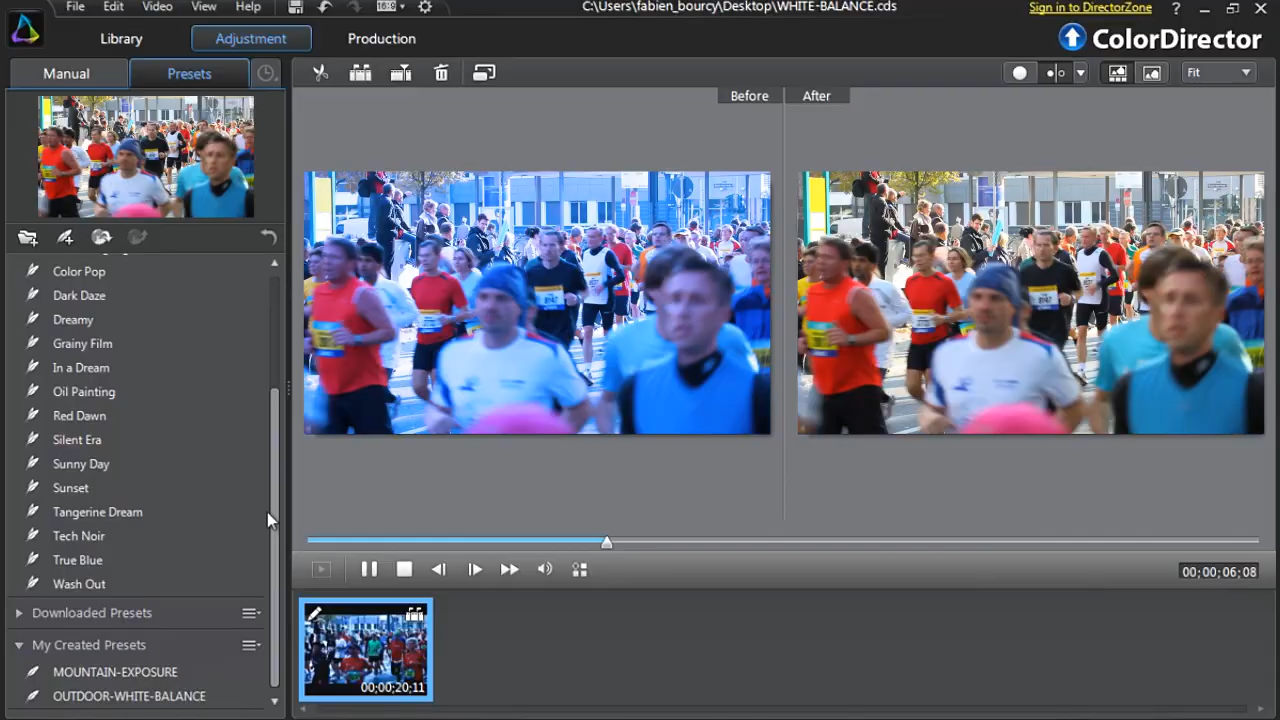 File Edit Video View Help 16:9 C:\Users\fabien_bourcy\Desktop\WHITE-BALANCE.cds Sign in to DirectorZone ?
Library Adjustment Production ColorDirector
Manual Presets Fit
Before After
Color Pop
Dark Daze
Dreamy
Grainy Film
In a Dream
Oil Painting
Red Dawn
Silent Era
Sunny Day
Sunset
Tangerine Dream
Tech Noir
True Blue
Wash Out
Downloaded Presets
My Created Presets
MOUNTAIN-EXPOSURE
OUTDOOR-WHITE-BALANCE
00;00;06;08
00;00;20;11